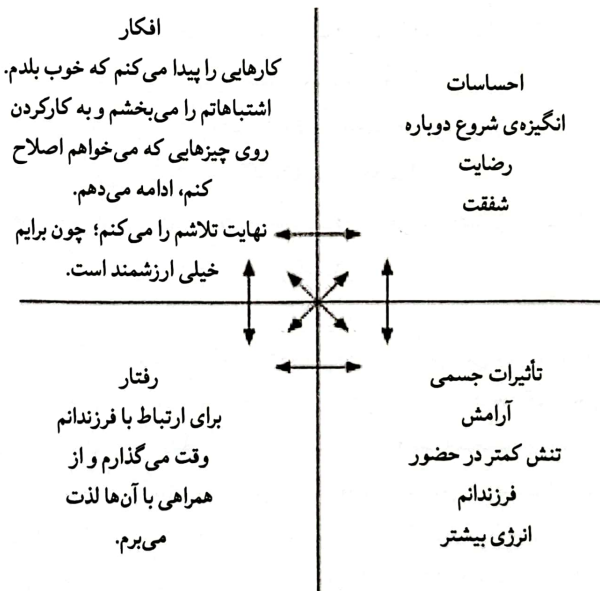 افکار
کارهایی را پیدا می‌کنم که خوب بلدم.
اشتباهاتم را می‌بخشم و به کارکردن
روی چیزهایی که می‌خواهم اصلاح
کنم، ادامه می‌دهم.
نهایت تلاشم را می‌کنم؛ چون برایم
خیلی ارزشمند است.
احساسات
انگیزه‌ی شروع دوباره
رضایت
شفقت
رفتار
برای ارتباط با فرزندانم
وقت می‌گذارم و از
همراهی با آن‌ها لذت
می‌برم.
تأثیرات جسمی
آرامش
تنش کمتر در حضور
فرزندانم
انرژی بیشتر